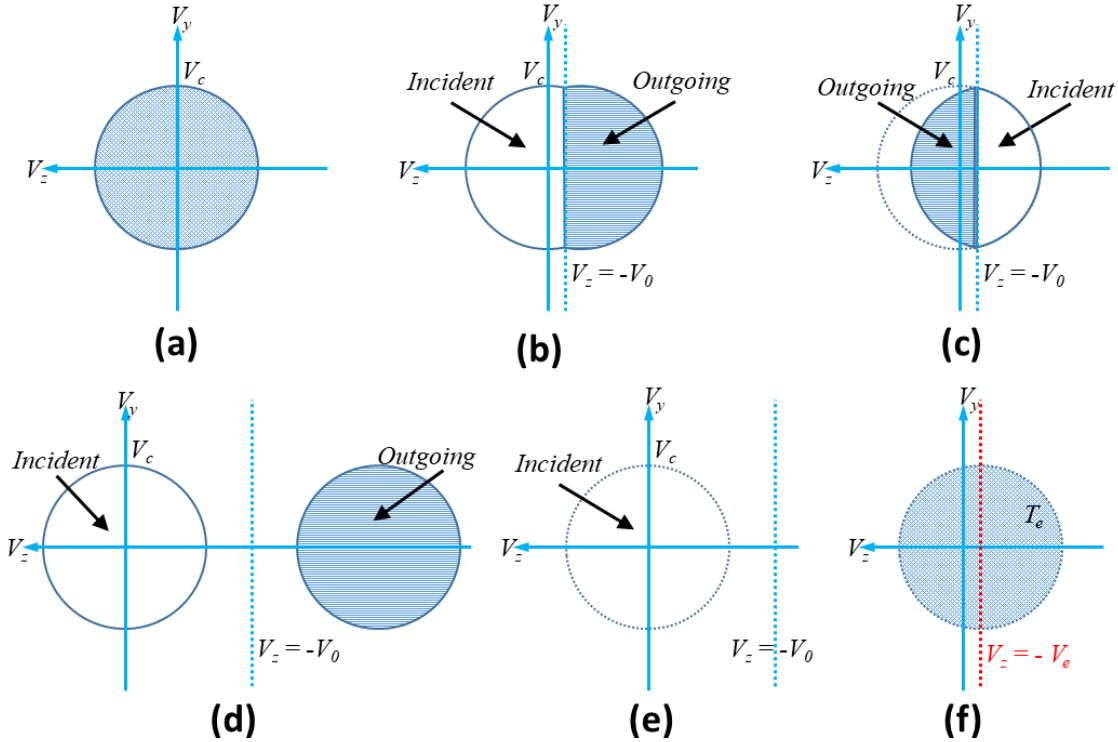 V_y
V_c
V_z
(a)
V_y
V_c
Incident
Outgoing
V_z
V_z = -V_0
(b)
V_y
V_c
Outgoing
Incident
V_z
V_z = -V_0
(c)
V_y
V_c
Incident
Outgoing
V_z
V_z = -V_0
(d)
V_y
V_c
Incident
V_z
V_z = -V_0
(e)
V_y
T_e
V_z
V_z = - V_e
(f)